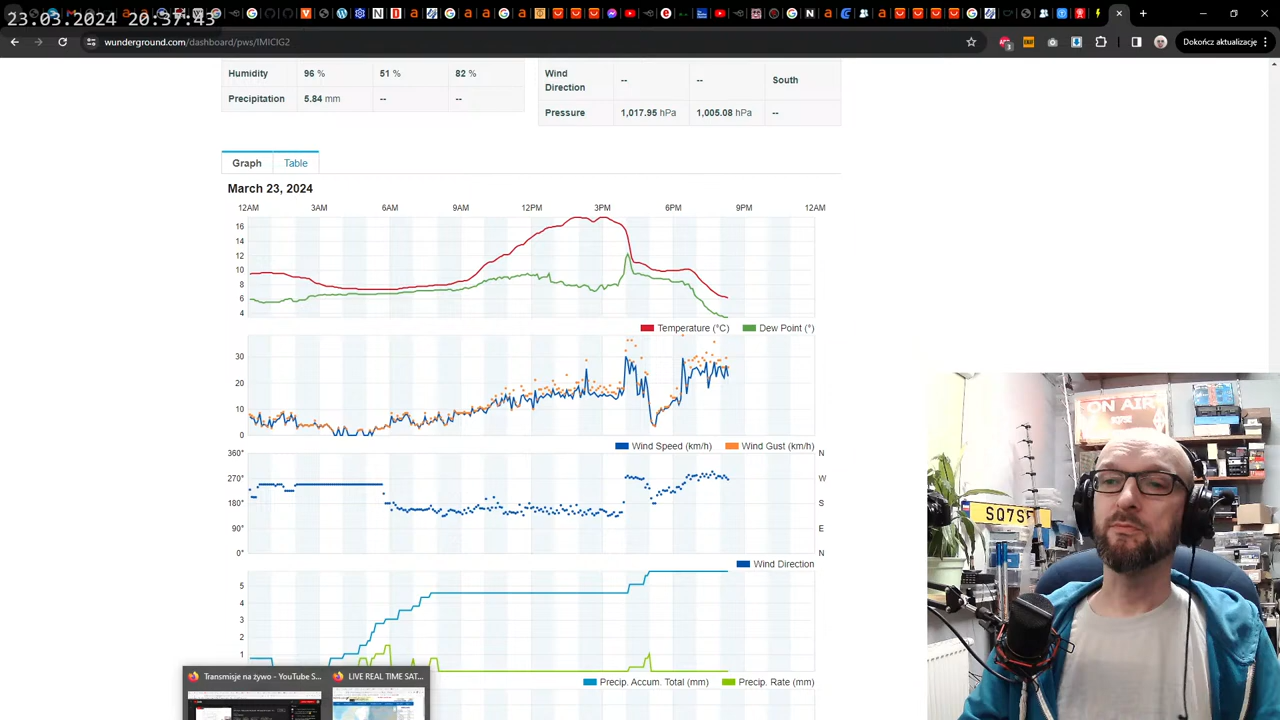 23.03.2024 20:37:43
wunderground.com/dashboard/pws/IMICIG2
Dokończ aktualizację
Humidity 96 % 51 % 82 %
Precipitation 5.84 mm -- --
Wind Direction -- -- South
Pressure 1,017.95 hPa 1,005.08 hPa --
Graph Table
March 23, 2024
12AM 3AM 6AM 9AM 12PM 3PM 6PM 9PM 12AM
16
14
12
10
8
6
4
Temperature (°C) Dew Point (°)
30
20
10
0
Wind Speed (km/h) Wind Gust (km/h)
360° N
270° W
180° S
90° E
0° N
Wind Direction
5
4
3
2
1
Precip. Accum. Total (mm) Precip. Rate (mm)
Transmisje na żywo - YouTube S...
LIVE REAL TIME SAT...
ON AIR